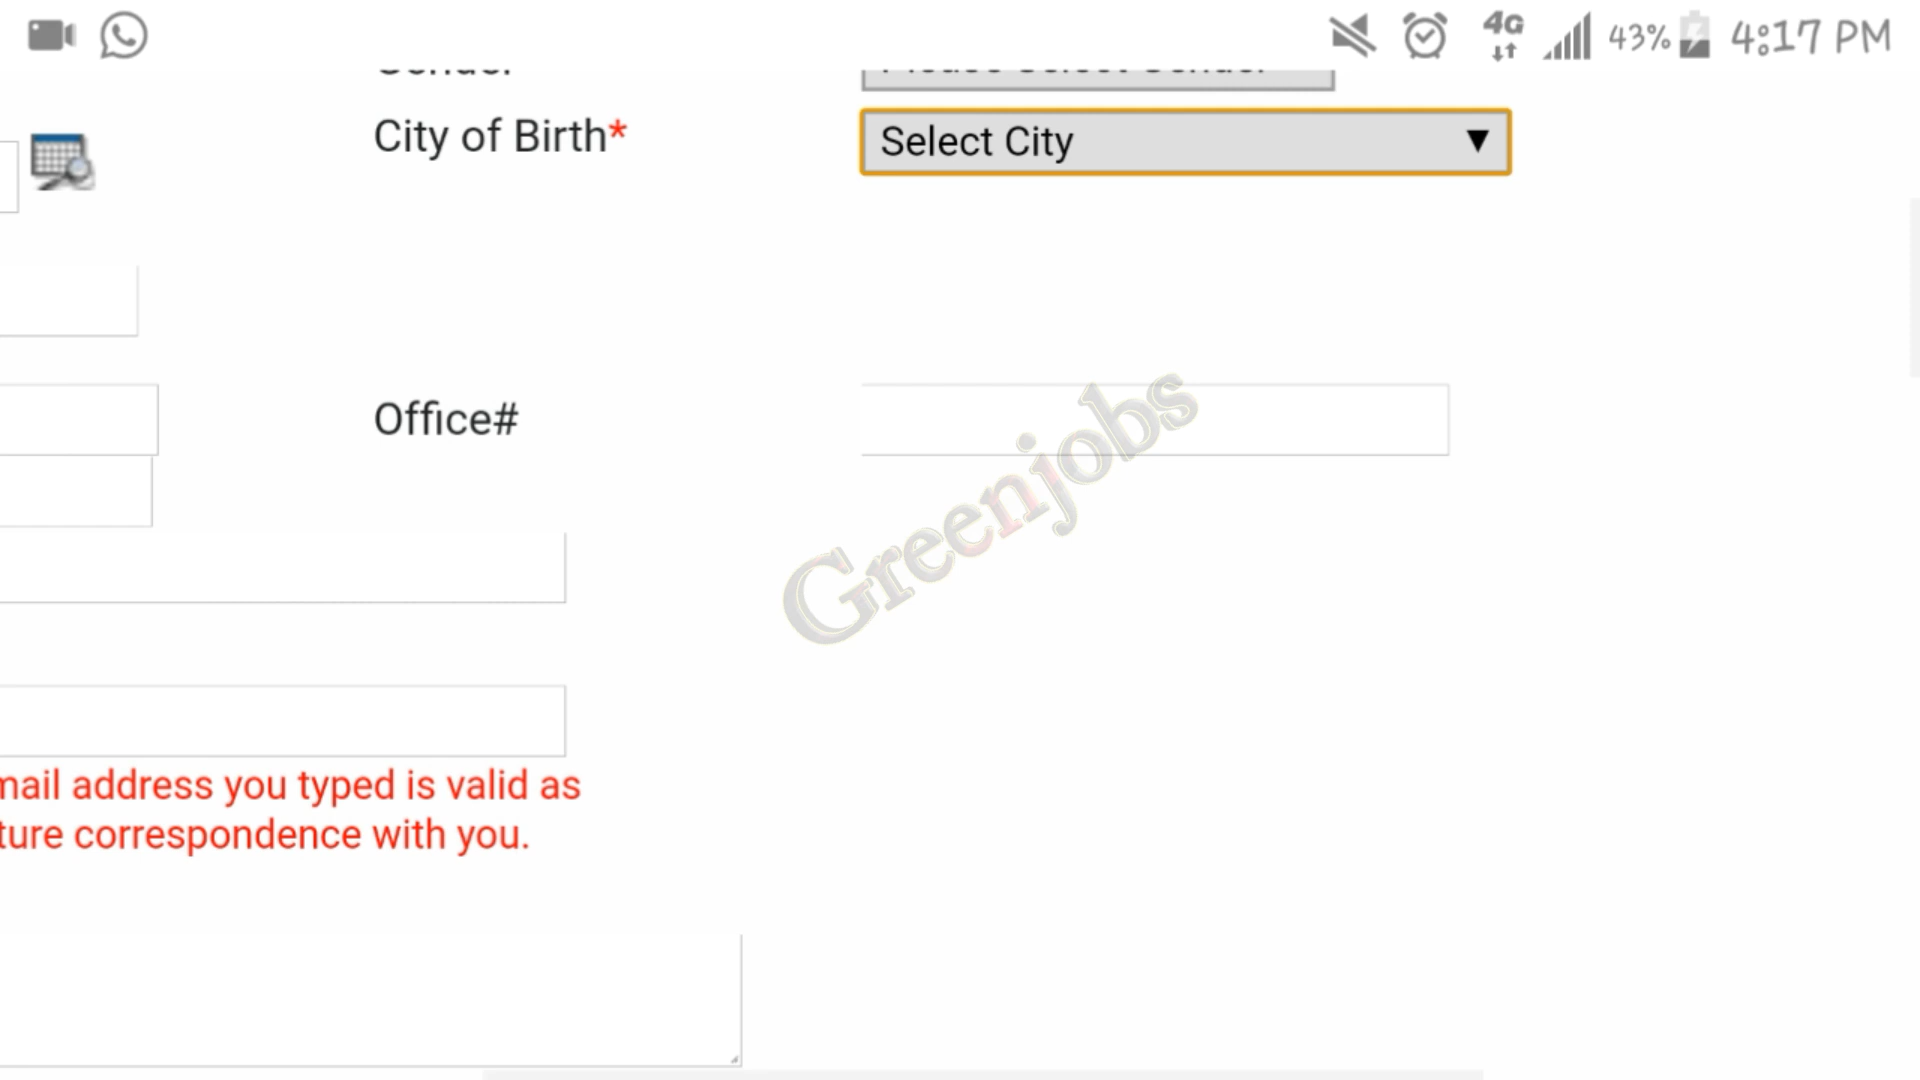 4G 43% 4:17 PM
City of Birth* Select City
Office#
Greenjobs
mail address you typed is valid as
ture correspondence with you.